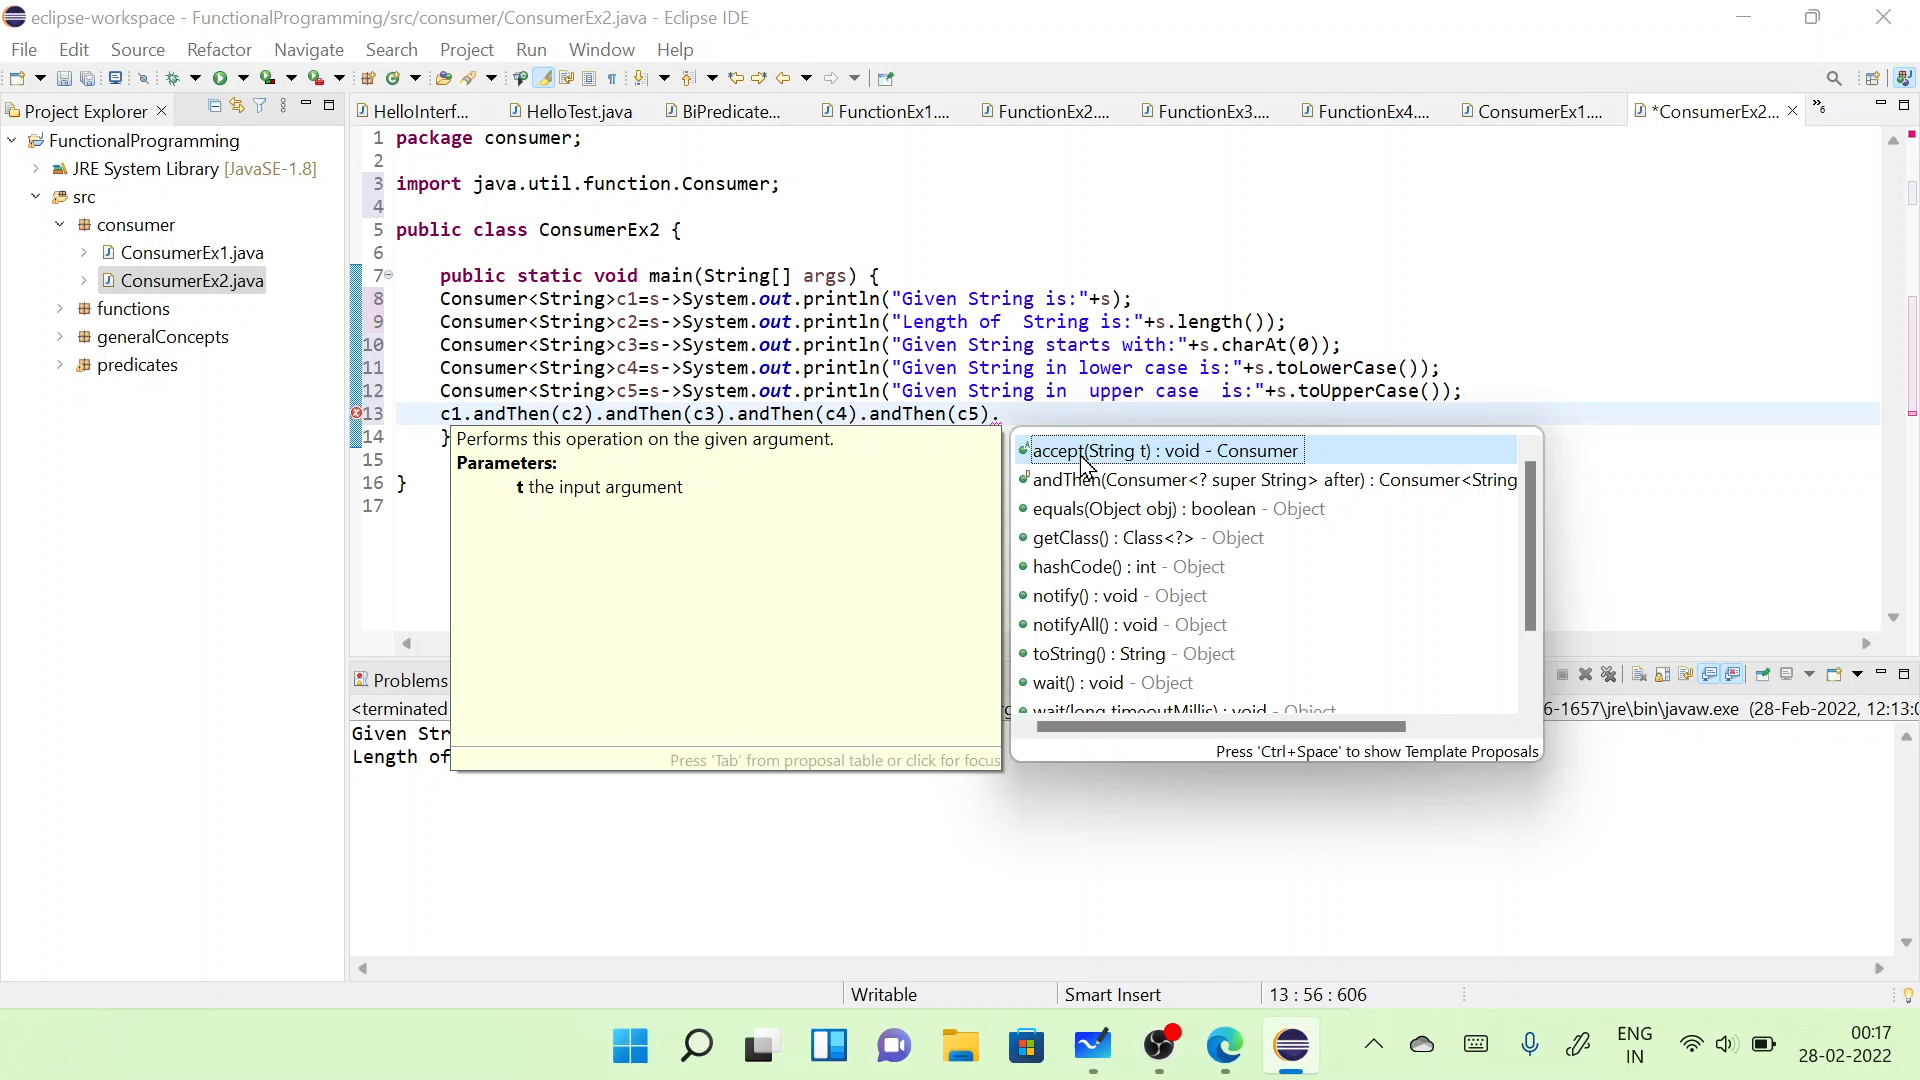 eclipse-workspace - FunctionalProgramming/src/consumer/ConsumerEx2.java - Eclipse IDE
File Edit Source Refactor Navigate Search Project Run Window Help
Project Explorer
HelloInterf... HelloTest.java BiPredicate... FunctionEx1.... FunctionEx2.... FunctionEx3.... FunctionEx4.... ConsumerEx1.... *ConsumerEx2... »6
FunctionalProgramming
JRE System Library [JavaSE-1.8]
src
consumer
ConsumerEx1.java
ConsumerEx2.java
functions
generalConcepts
predicates
1 package consumer;
2
3 import java.util.function.Consumer;
4
5 public class ConsumerEx2 {
6
7 public static void main(String[] args) {
8 Consumer<String>c1=s->System.out.println("Given String is:"+s);
9 Consumer<String>c2=s->System.out.println("Length of  String is:"+s.length());
10 Consumer<String>c3=s->System.out.println("Given String starts with:"+s.charAt(0));
11 Consumer<String>c4=s->System.out.println("Given String in lower case is:"+s.toLowerCase());
12 Consumer<String>c5=s->System.out.println("Given String in  upper case  is:"+s.toUpperCase());
13 c1.andThen(c2).andThen(c3).andThen(c4).andThen(c5).
14 }
15
16 }
17
Performs this operation on the given argument.
Parameters:
t the input argument
Press 'Tab' from proposal table or click for focus
accept(String t) : void - Consumer
andThen(Consumer<? super String> after) : Consumer<String
equals(Object obj) : boolean - Object
getClass() : Class<?> - Object
hashCode() : int - Object
notify() : void - Object
notifyAll() : void - Object
toString() : String - Object
wait() : void - Object
wait(long timeoutMillis) : void - Object
Press 'Ctrl+Space' to show Template Proposals
Problems
<terminated 6-1657\jre\bin\javaw.exe (28-Feb-2022, 12:13:0
Given Str
Length of
Writable Smart Insert 13 : 56 : 606
ENG
IN
00:17
28-02-2022